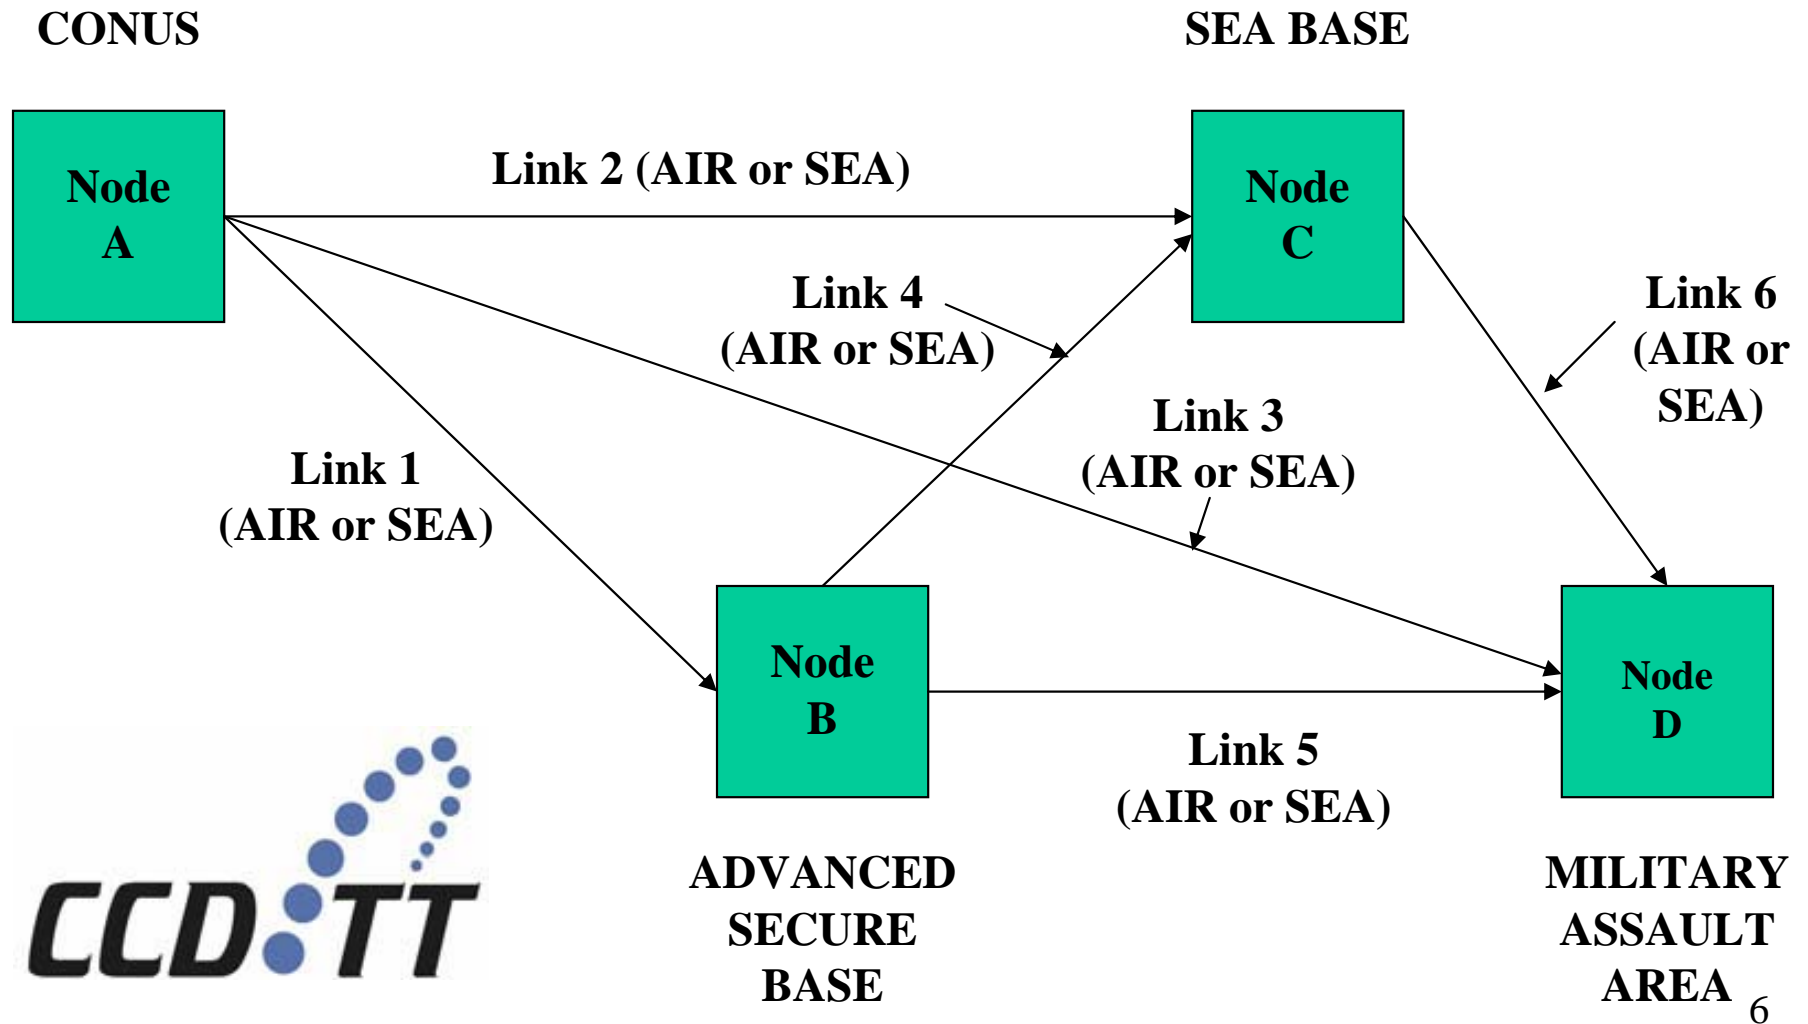 CONUS
SEA BASE
Node
A
Link 2 (AIR or SEA)
Node
C
Link 4
(AIR or SEA)
Link 6
(AIR or
SEA)
Link 3
(AIR or SEA)
Link 1
(AIR or SEA)
Node
B
Node
D
Link 5
(AIR or SEA)
CCD TT
ADVANCED
SECURE
BASE
MILITARY
ASSAULT
AREA
6